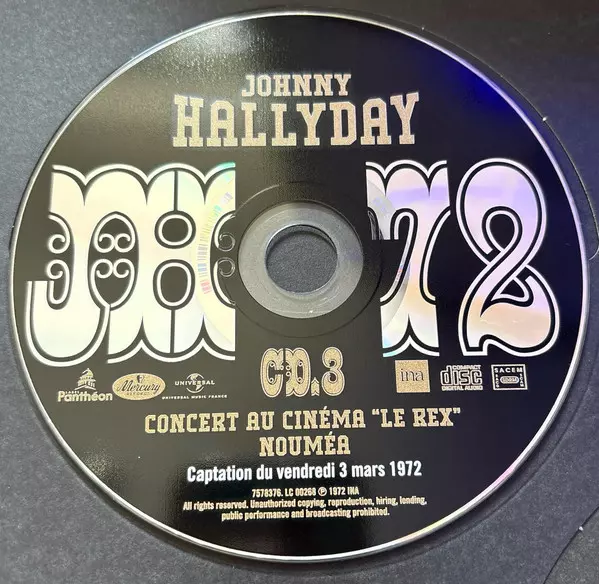 JOHNNY
HALLYDAY
JH 72
CD.3
Panthéon
Mercury
RECORDS
UNIVERSAL
UNIVERSAL MUSIC FRANCE
ina
COMPACT
disc
DIGITAL AUDIO
SACEM
CONCERT AU CINÉMA "LE REX"
NOUMÉA
Captation du vendredi 3 mars 1972
7578376. LC 00268 ℗ 1972 INA
All rights reserved. Unauthorized copying, reproduction, hiring, lending,
public performance and broadcasting prohibited.